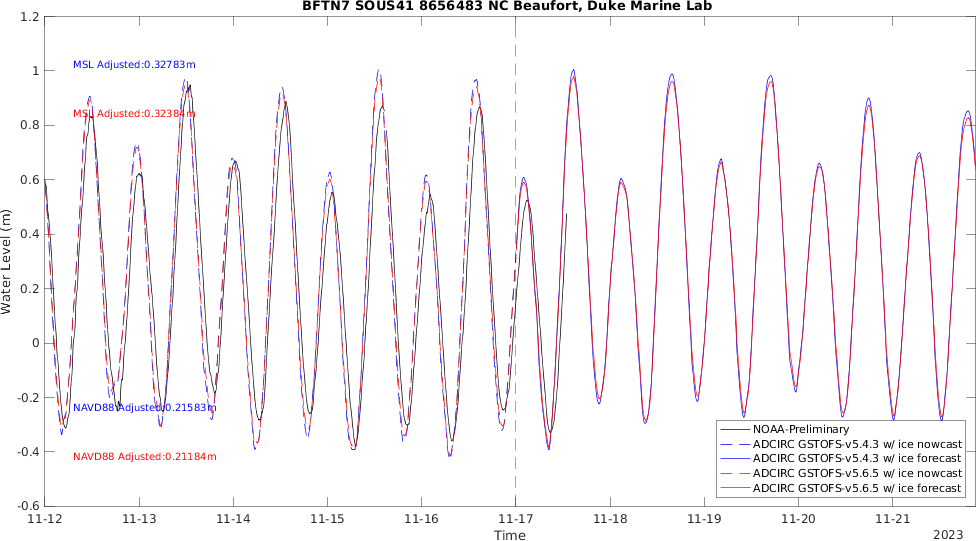 BFTN7 SOUS41 8656483 NC Beaufort, Duke Marine Lab
1.2
1
0.8
0.6
0.4
0.2
0
-0.2
-0.4
-0.6
Water Level (m)
MSL Adjusted:0.32783m
MSL Adjusted:0.32384m
NAVD88 Adjusted:0.21583m
NAVD88 Adjusted:0.21184m
NOAA-Preliminary
ADCIRC GSTOFS-v5.4.3 w/ ice nowcast
ADCIRC GSTOFS-v5.4.3 w/ ice forecast
ADCIRC GSTOFS-v5.6.5 w/ ice nowcast
ADCIRC GSTOFS-v5.6.5 w/ ice forecast
11-12 11-13 11-14 11-15 11-16 11-17 11-18 11-19 11-20 11-21
Time
2023